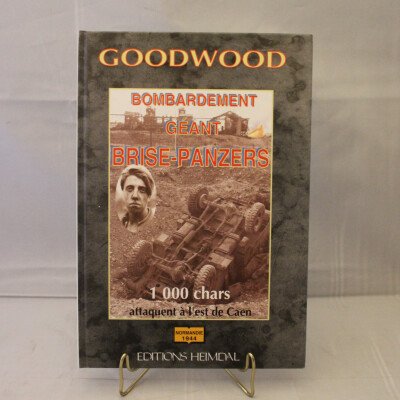 GOODWOOD
BOMBARDEMENT
GÉANT
BRISE-PANZERS
1 000 chars
attaquent à l'est de Caen
NORMANDIE
1944
EDITIONS HEIMDAL